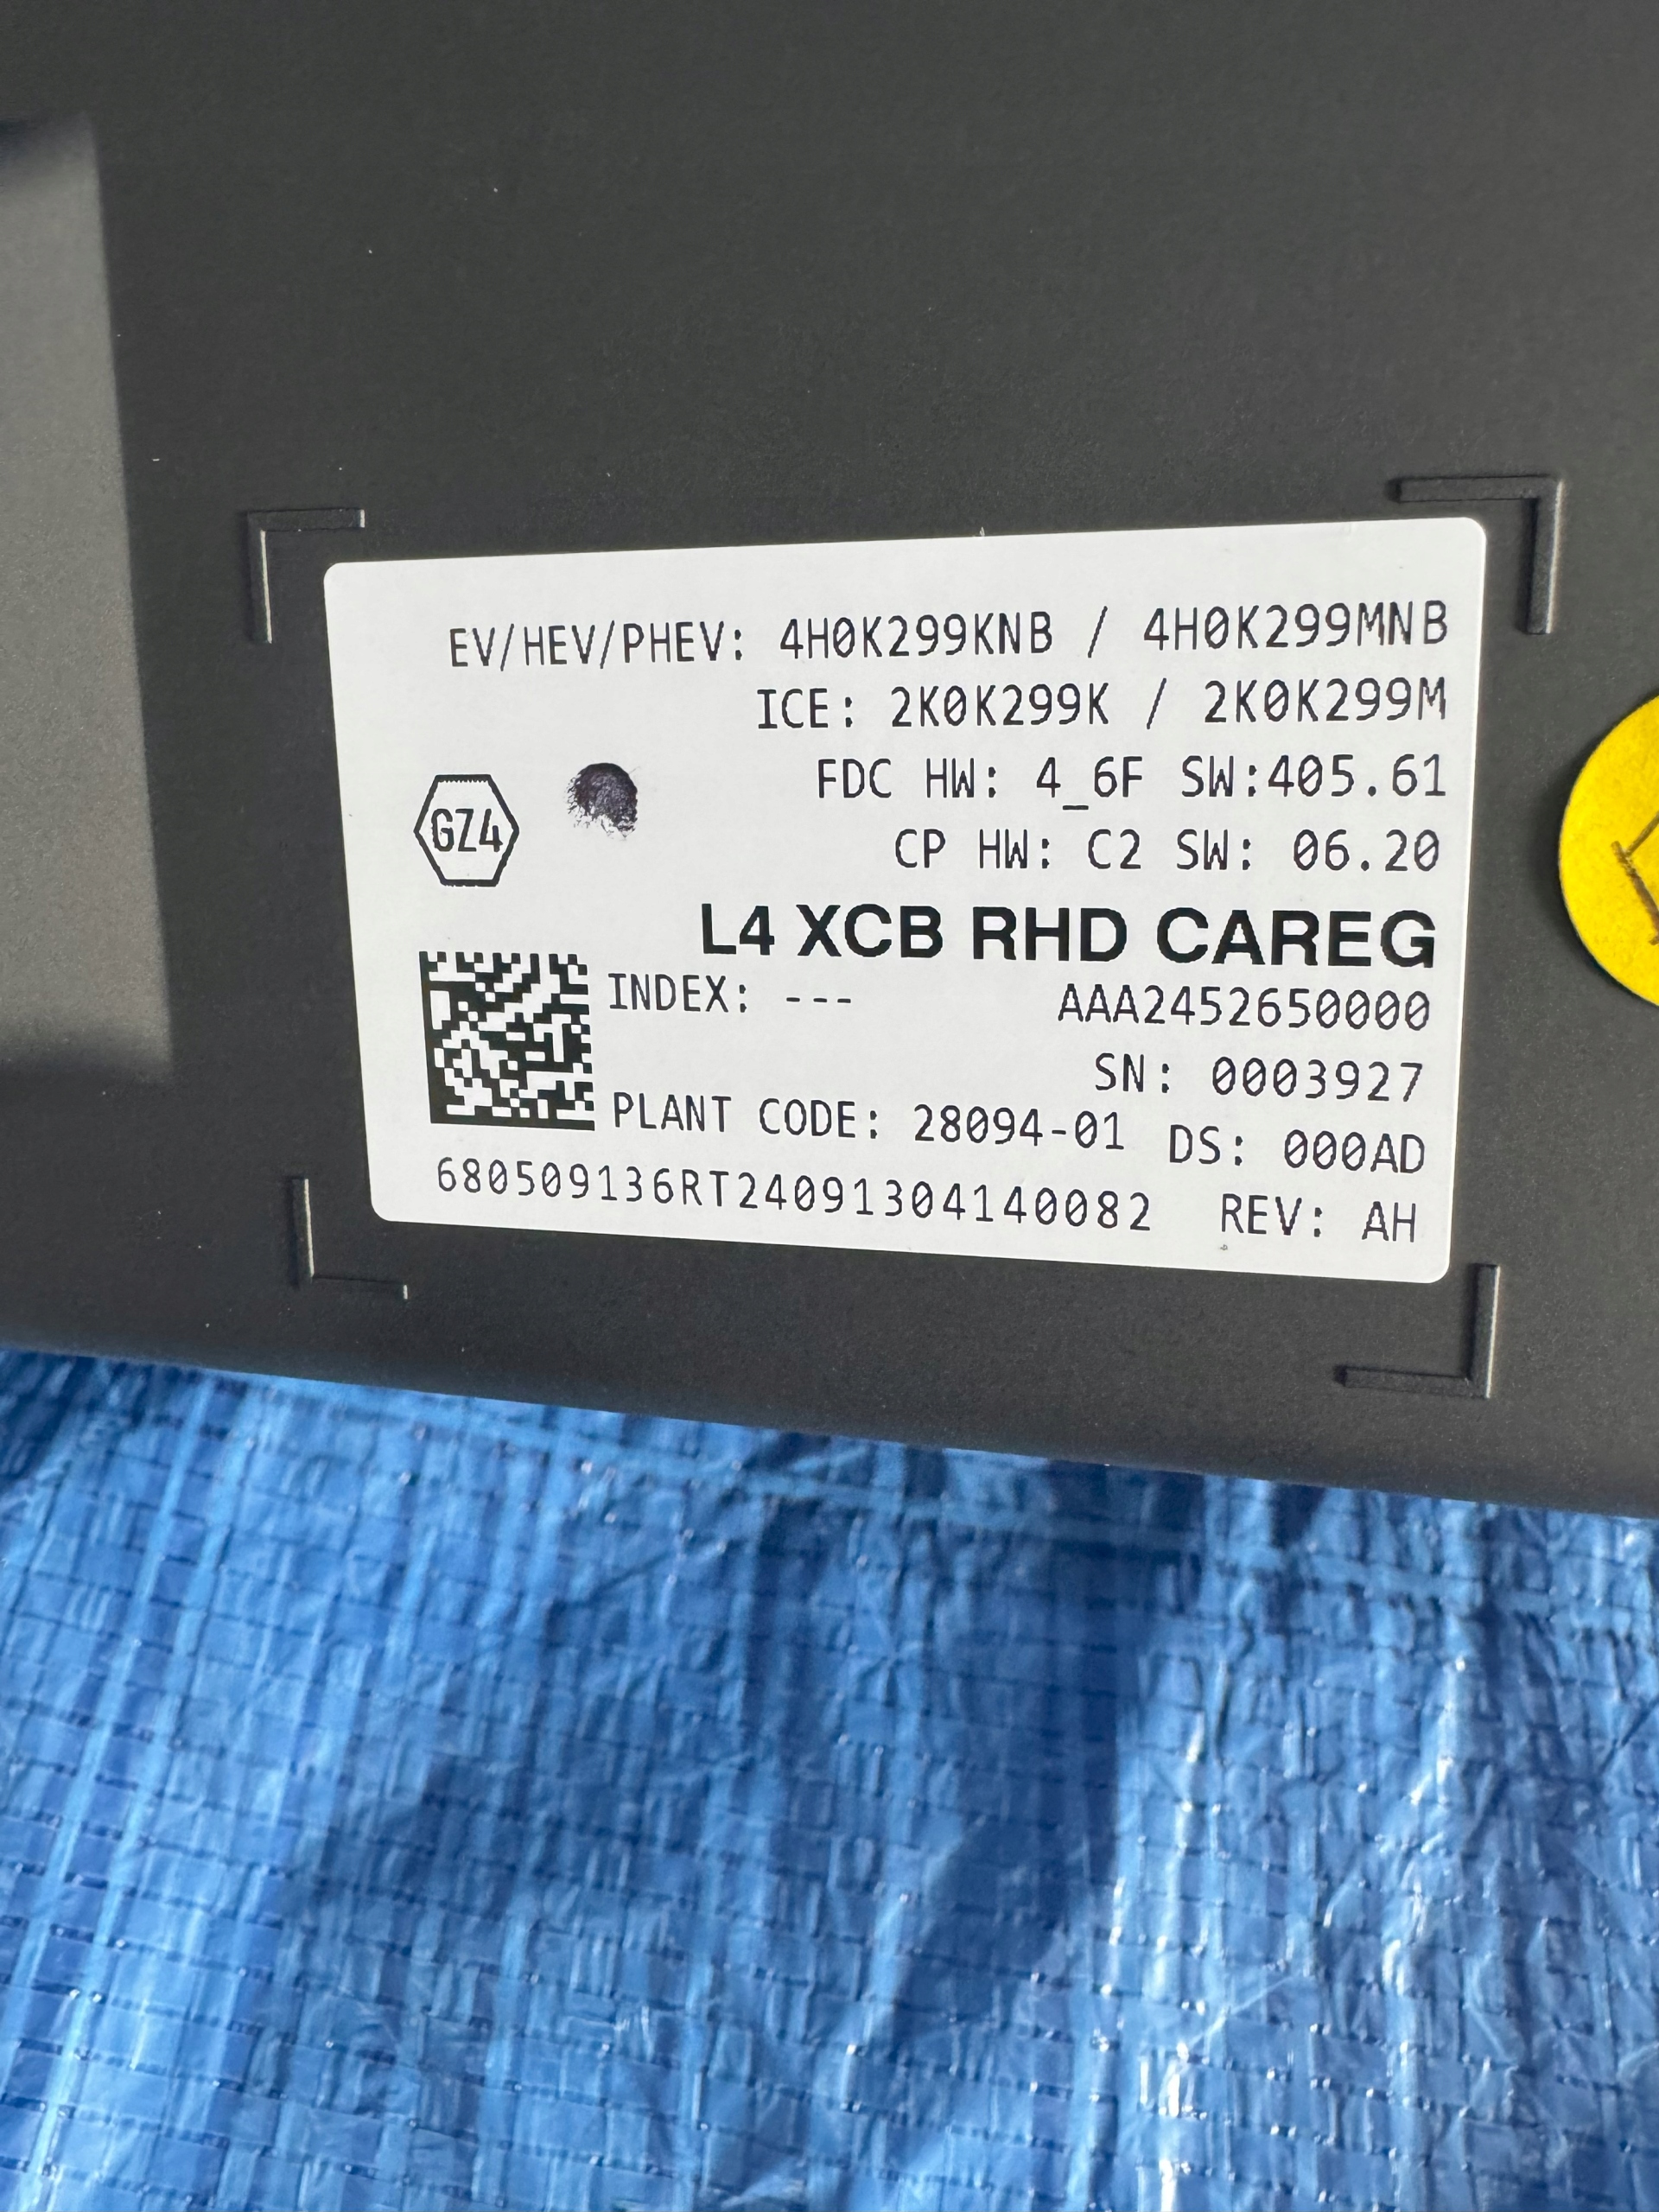 EV/HEV/PHEV: 4H0K299KNB / 4H0K299MNB
ICE: 2K0K299K / 2K0K299M
FDC HW: 4_6F SW:405.61
CP HW: C2 SW: 06.20
GZ4
L4 XCB RHD CAREG
INDEX: --- AAA2452650000
SN: 0003927
PLANT CODE: 28094-01 DS: 000AD
680509136RT24091304140082 REV: AH